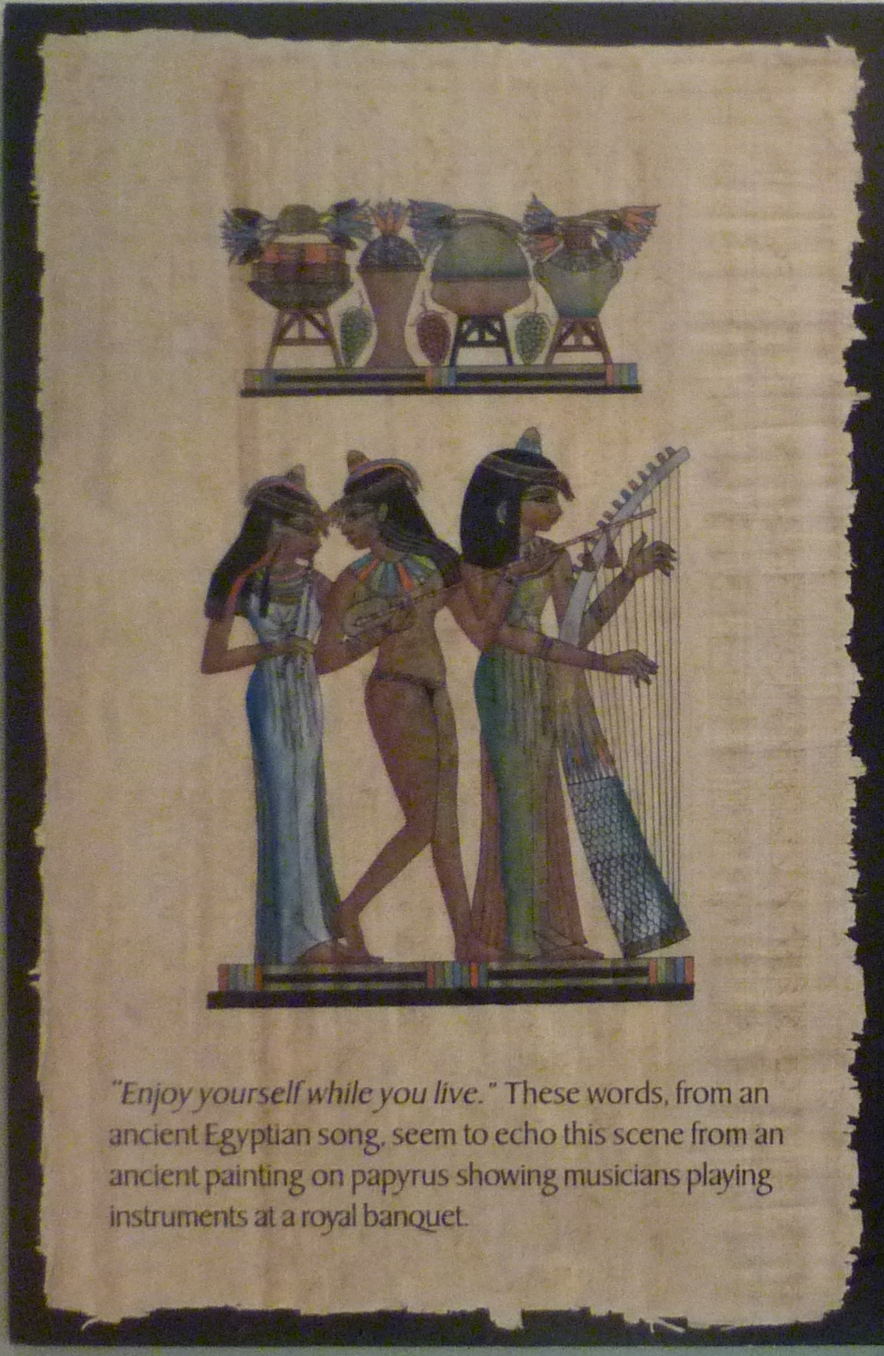 "Enjoy yourself while you live." These words, from an
ancient Egyptian song, seem to echo this scene from an
ancient painting on papyrus showing musicians playing
instruments at a royal banquet.